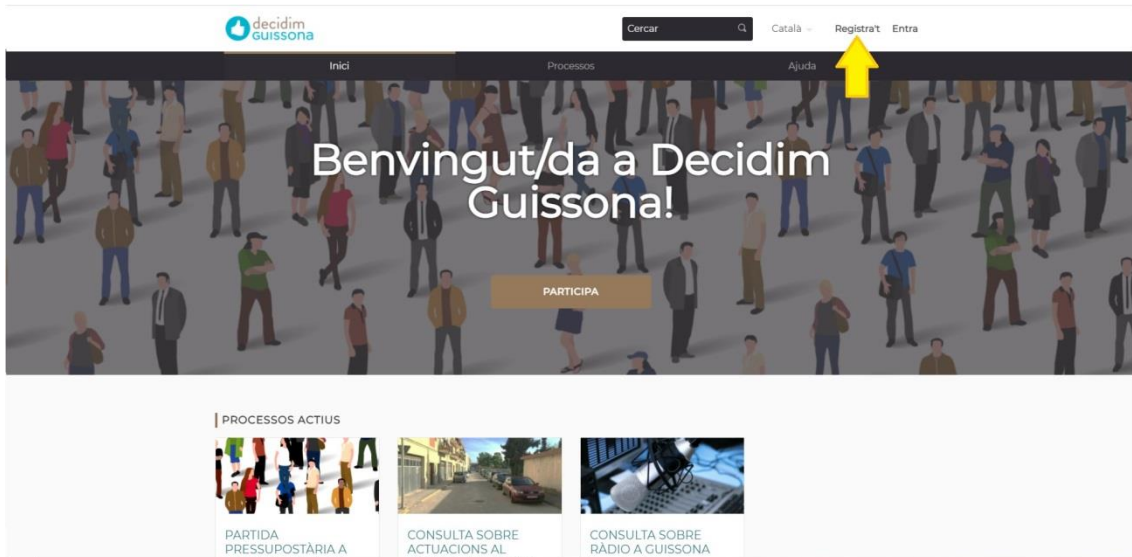 decidim
GUISSONA
Cercar
Català
Registra't
Entra
Inici
Processos
Ajuda
Benvingut/da a Decidim
Guissona!
PARTICIPA
PROCESSOS ACTIUS
PARTIDA
PRESSUPOSTÀRIA A
CONSULTA SOBRE
ACTUACIONS AL
CONSULTA SOBRE
RÀDIO A GUISSONA